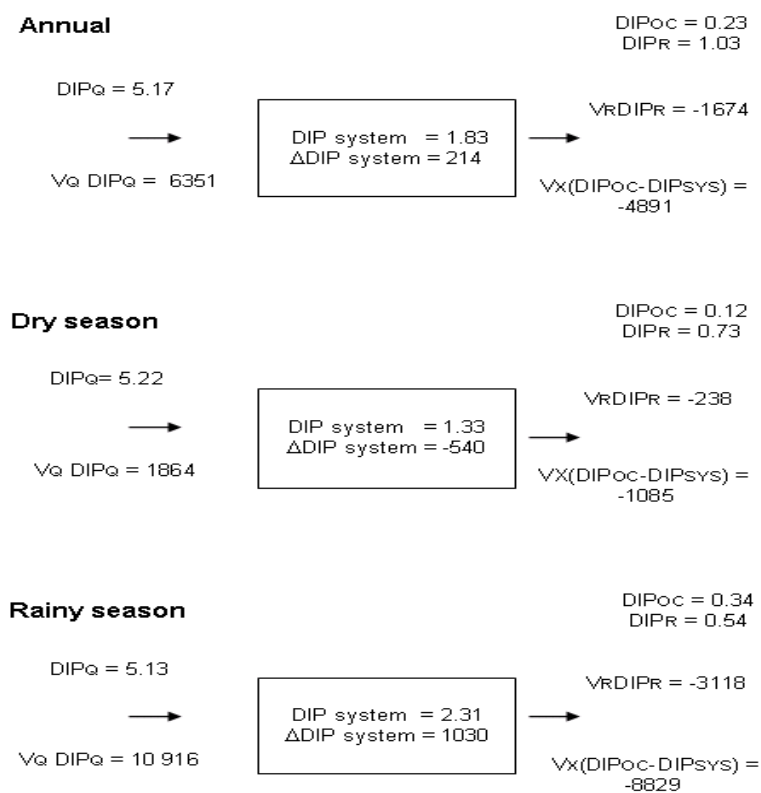 Annual
DIPoc = 0.23
DIPR = 1.03
DIPQ = 5.17
DIP system = 1.83
ΔDIP system = 214
VRDIPR = -1674
VQ DIPQ = 6351
Vx(DIPoc-DIPsys) =
-4891
Dry season
DIPoc = 0.12
DIPR = 0.73
DIPQ= 5.22
DIP system = 1.33
ΔDIP system = -540
VRDIPR = -238
VQ DIPQ = 1864
VX(DIPoc-DIPsys) =
-1085
Rainy season
DIPoc = 0.34
DIPR = 0.54
DIPQ = 5.13
DIP system = 2.31
ΔDIP system = 1030
VRDIPR = -3118
VQ DIPQ = 10 916
Vx(DIPoc-DIPsys) =
-8829